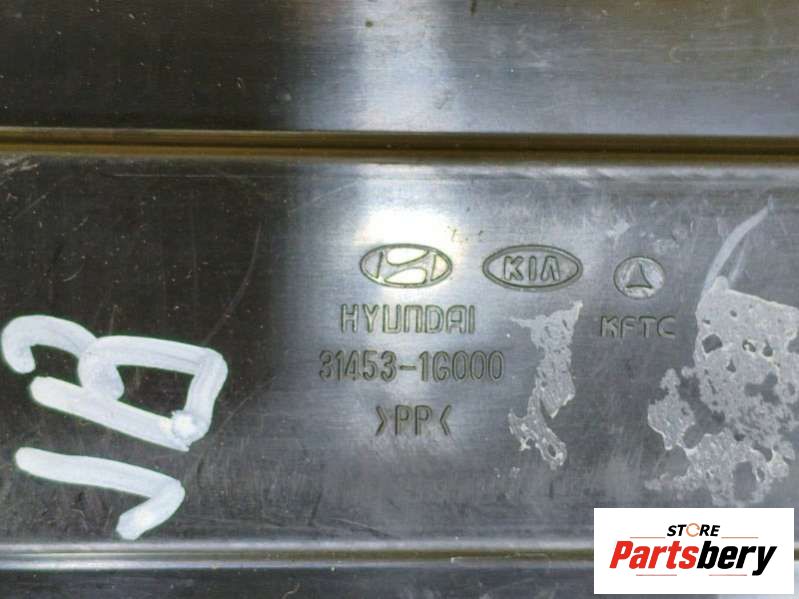 KIA
HYUNDAI
KFTC
31453-1G000
>PP<
STORE
Partsbery